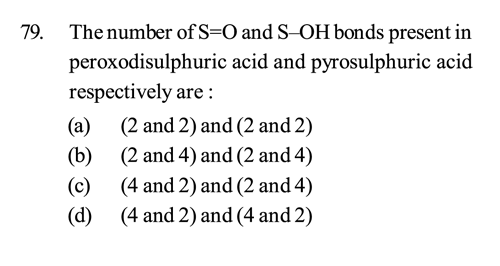 79. The number of S=O and S–OH bonds present in
peroxodisulphuric acid and pyrosulphuric acid
respectively are :
(a) (2 and 2) and (2 and 2)
(b) (2 and 4) and (2 and 4)
(c) (4 and 2) and (2 and 4)
(d) (4 and 2) and (4 and 2)